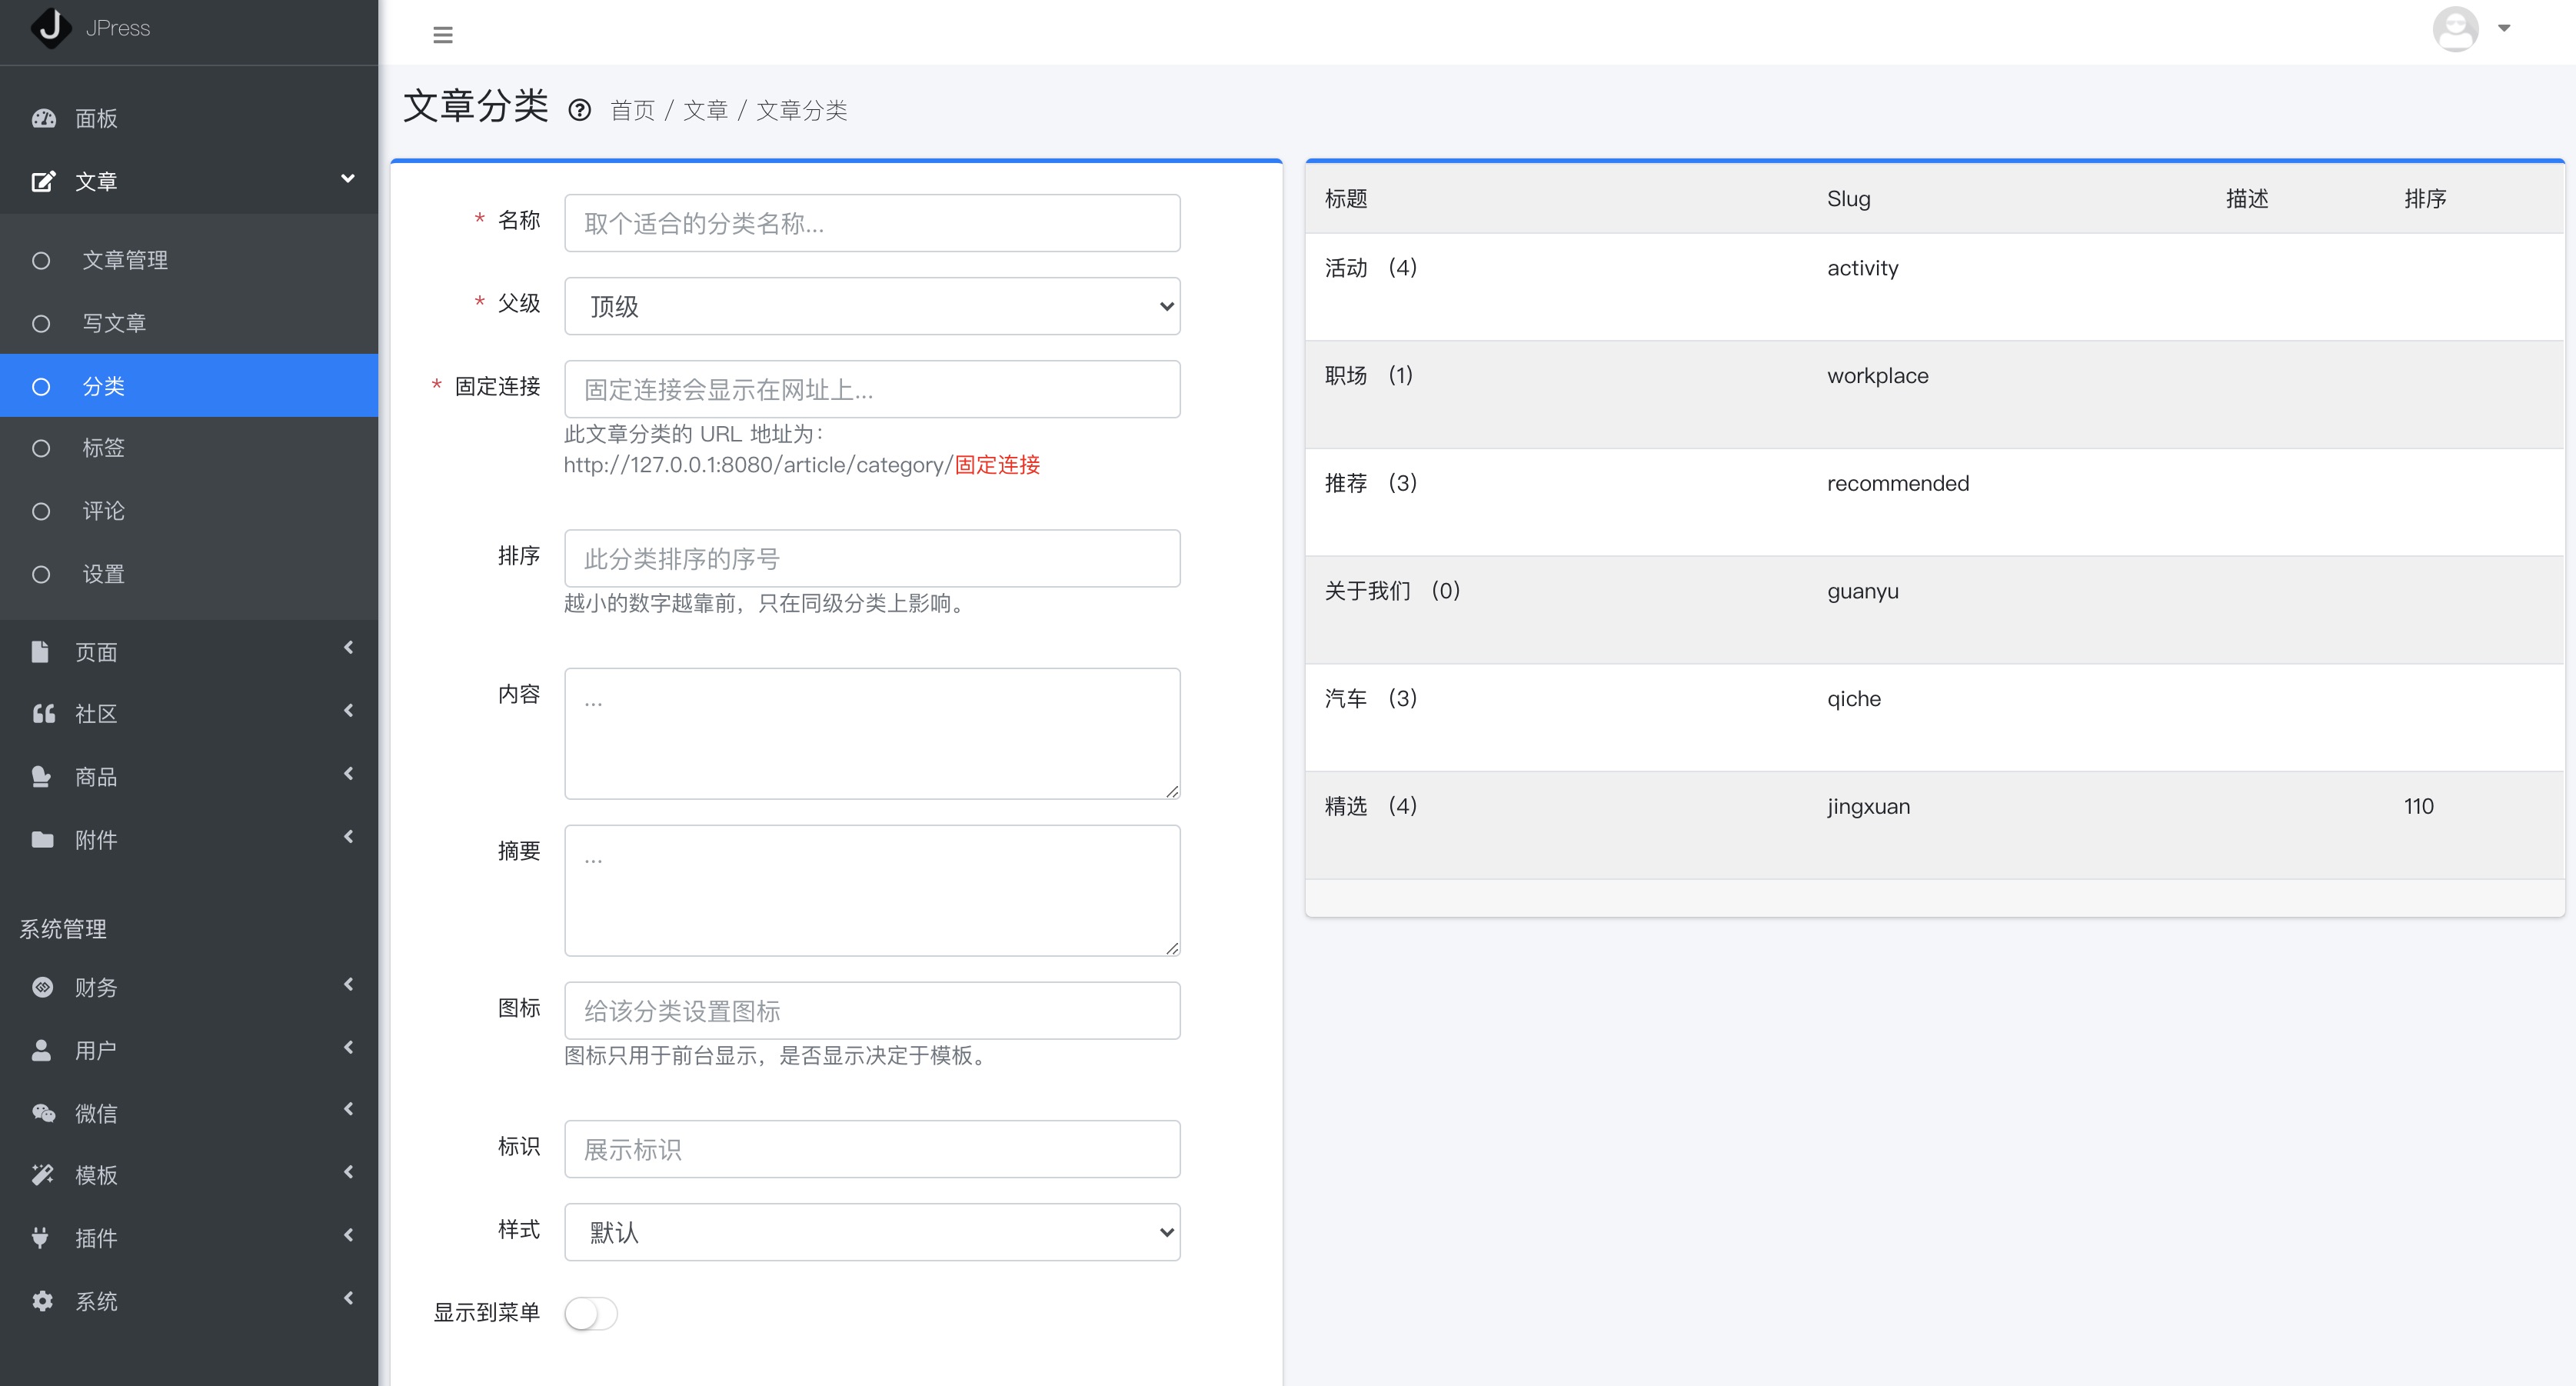 JPress
面板
文章
文章管理
写文章
分类
标签
评论
设置
页面
社区
商品
附件
系统管理
财务
用户
微信
模板
插件
系统
文章分类 首页 / 文章 / 文章分类
* 名称 取个适合的分类名称...
* 父级 顶级
* 固定连接 固定连接会显示在网址上...
此文章分类的 URL 地址为：
http://127.0.0.1:8080/article/category/固定连接
排序 此分类排序的序号
越小的数字越靠前，只在同级分类上影响。
内容 ...
摘要 ...
图标 给该分类设置图标
图标只用于前台显示，是否显示决定于模板。
标识 展示标识
样式 默认
显示到菜单
标题 Slug 描述 排序
活动 （4） activity
职场 （1） workplace
推荐 （3） recommended
关于我们 （0） guanyu
汽车 （3） qiche
精选 （4） jingxuan 110